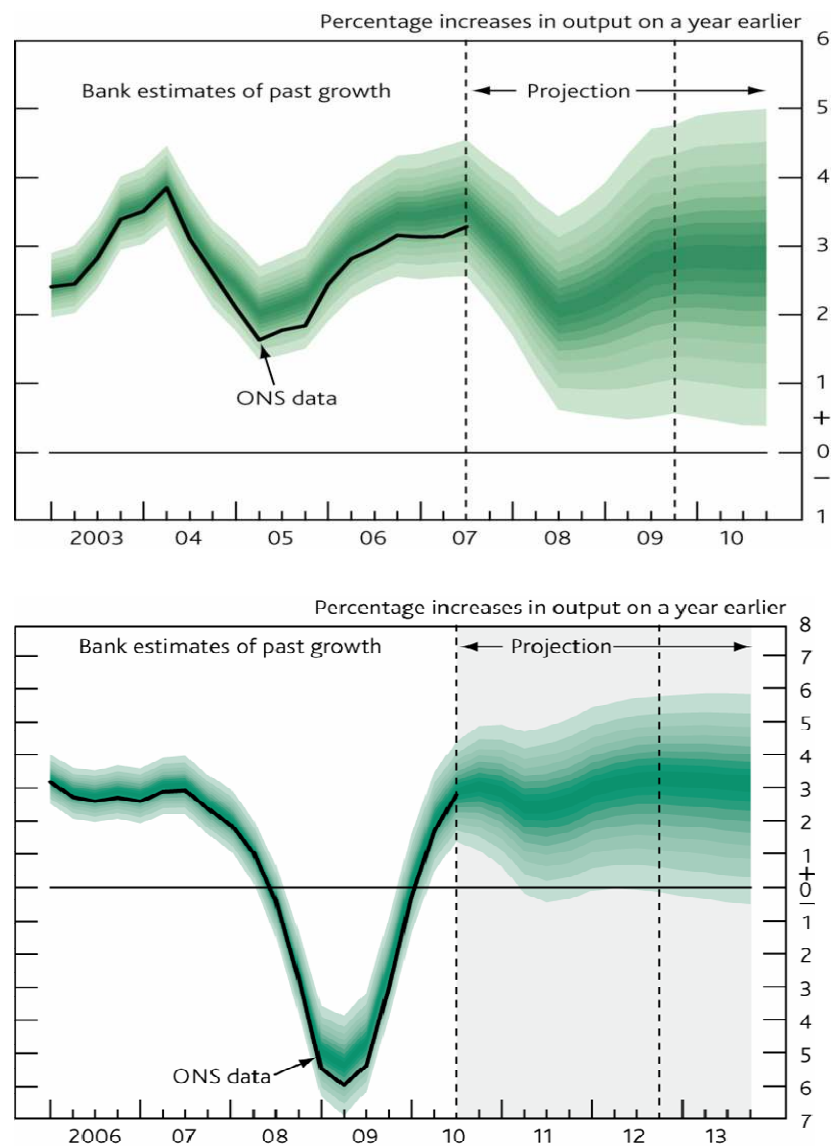 Percentage increases in output on a year earlier
6
Bank estimates of past growth
Projection
5
4
3
2
ONS data
1
+
0
–
1
2003 04 05 06 07 08 09 10
Percentage increases in output on a year earlier
8
Bank estimates of past growth
Projection
7
6
5
4
3
2
1
+
0
–
1
2
3
4
5
ONS data
6
7
2006 07 08 09 10 11 12 13